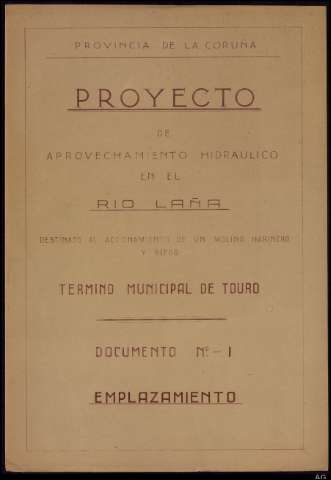 PROVINCIA DE LA CORUÑA
PROYECTO
DE
APROVECHAMIENTO HIDRAULICO
EN EL
RIO LAÑA
DESTINADO AL ACCIONAMIENTO DE UN MOLINO HARINERO
Y
TERMINO MUNICIPAL DE TOURO
DOCUMENTO Nº-1
EMPLAZAMIENTO
AG